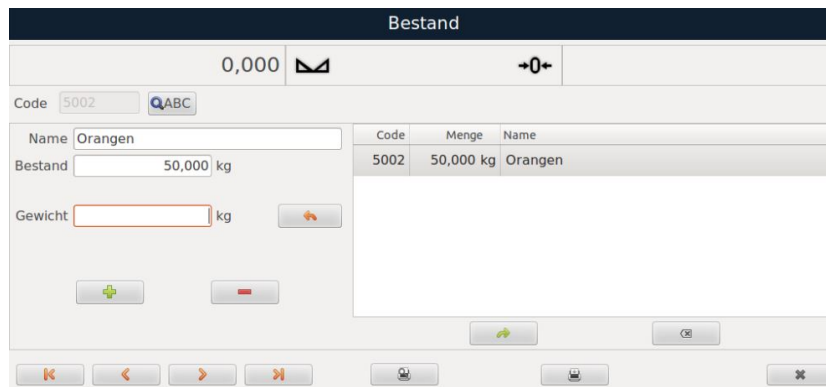 Bestand
0,000 →0←
Code 5002 ABC
Name Orangen
Bestand 50,000 kg
Gewicht kg
Code Menge Name
5002 50,000 kg Orangen